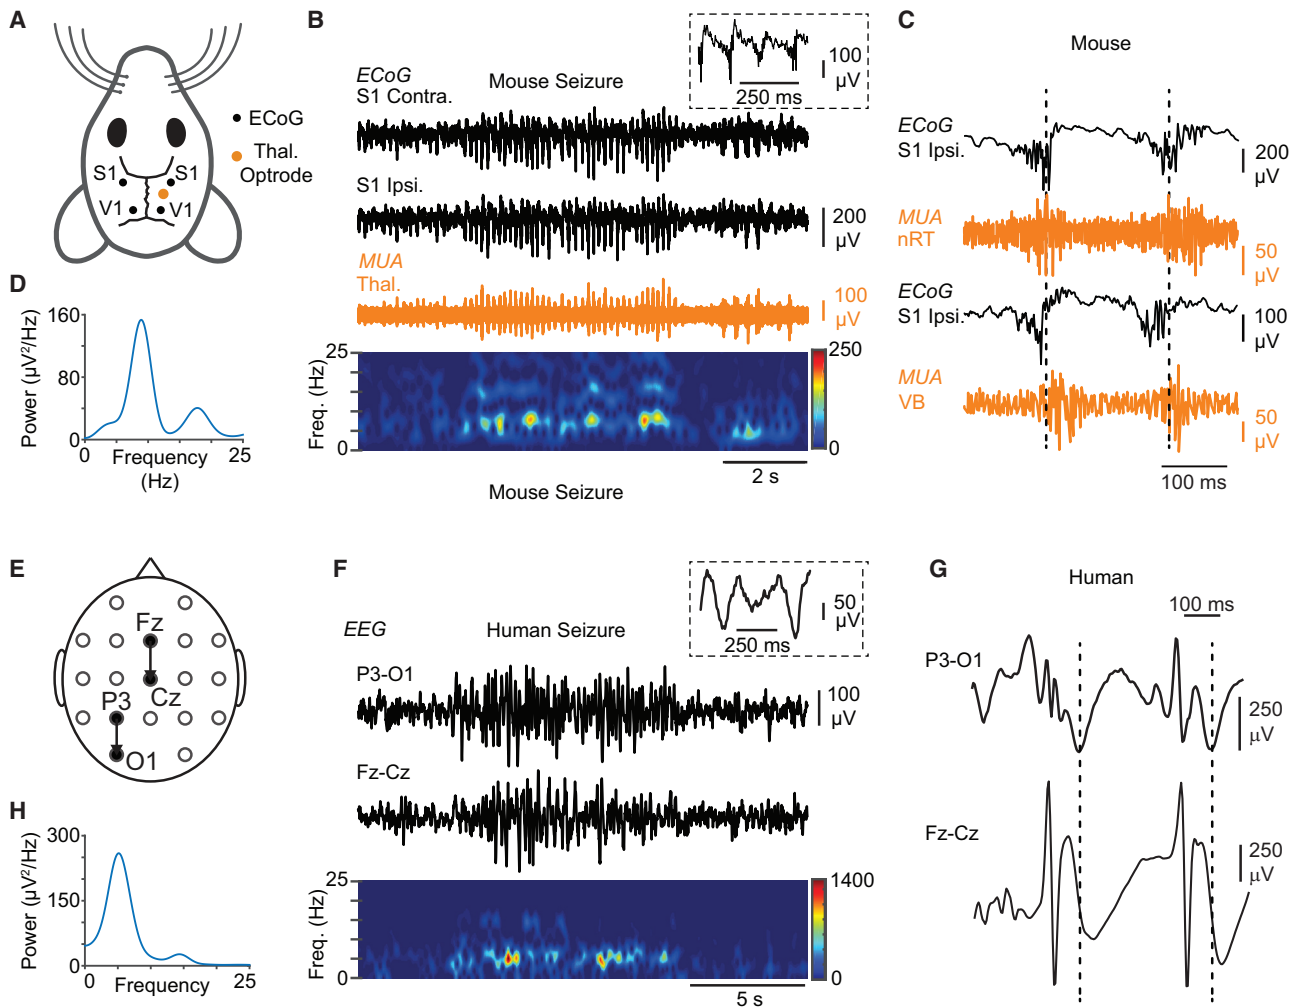 A
ECoG
Thal.
Optrode
S1
S1
V1
V1
B
Mouse Seizure
ECoG
S1 Contra.
100
µV
250 ms
S1 Ipsi.
200
µV
MUA
Thal.
100
µV
25
Freq. (Hz)
0
250
0
2 s
Mouse Seizure
C
Mouse
ECoG
S1 Ipsi.
200
µV
MUA
nRT
50
µV
ECoG
S1 Ipsi.
100
µV
MUA
VB
50
µV
100 ms
D
160
80
0
Power (µV²/Hz)
0
25
Frequency
(Hz)
E
Fz
Cz
P3
O1
F
EEG
Human Seizure
50
µV
250 ms
P3-O1
100
µV
Fz-Cz
25
Freq. (Hz)
0
1400
0
5 s
G
Human
100 ms
P3-O1
250
µV
Fz-Cz
250
µV
H
300
150
0
Power (µV²/Hz)
0
25
Frequency